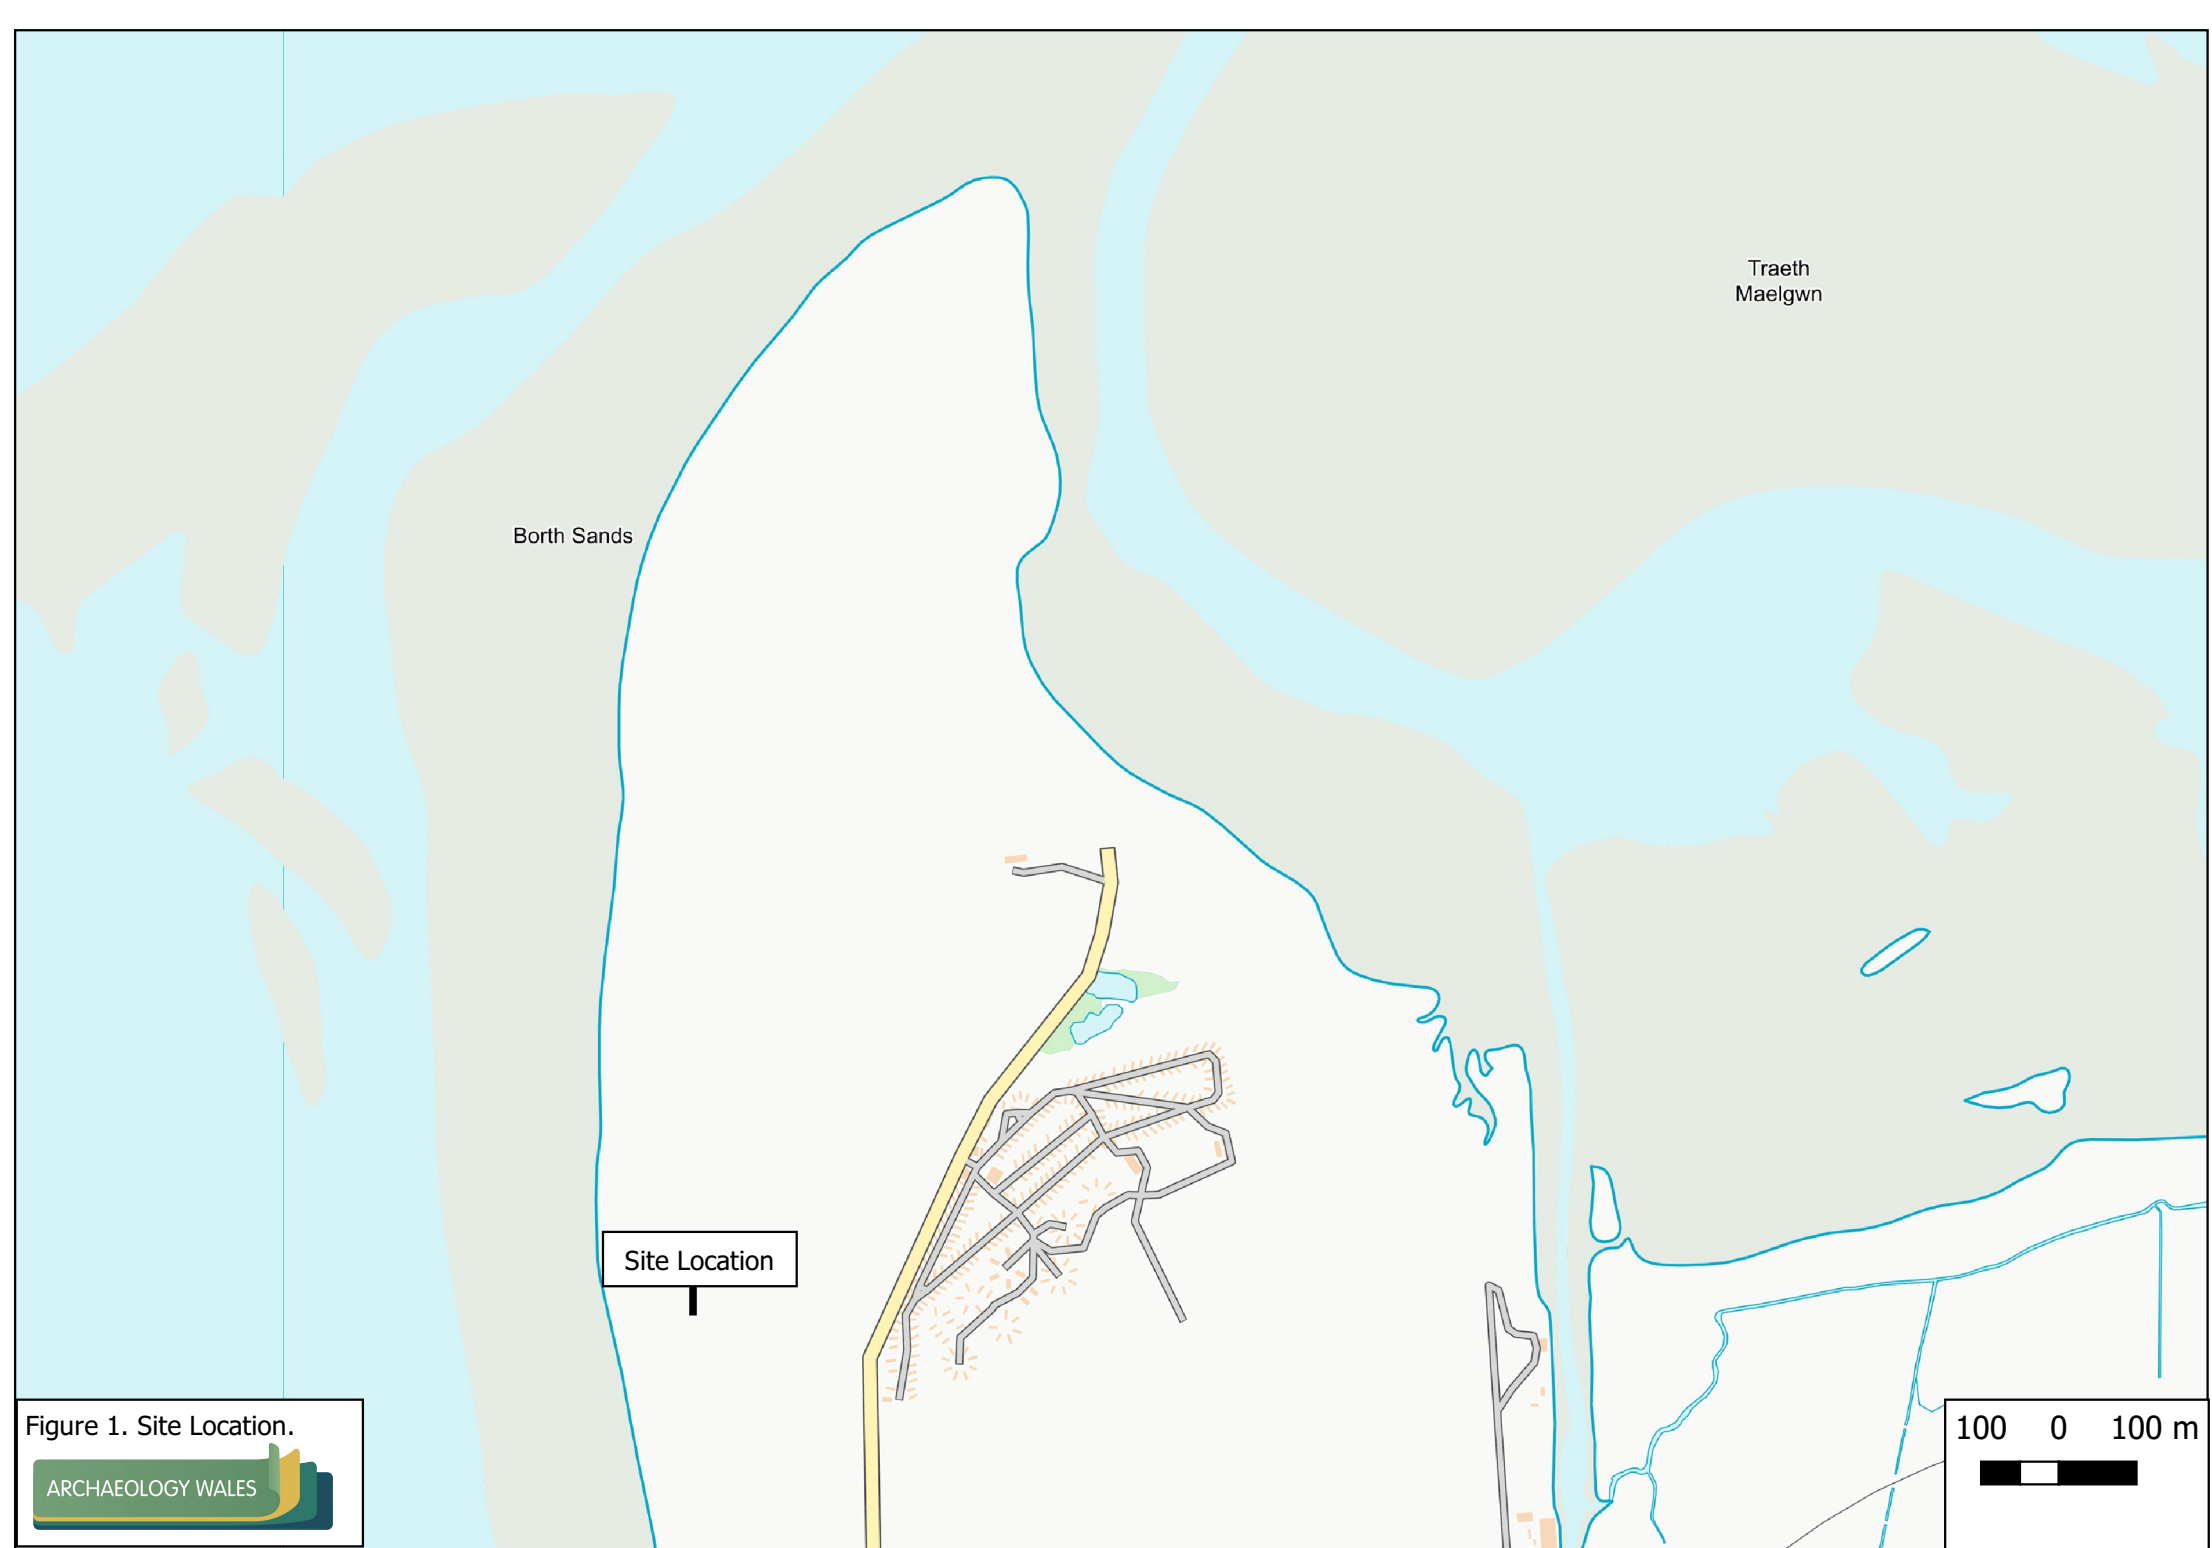 Traeth
Maelgwn
Borth Sands
Site Location
Figure 1. Site Location.
ARCHAEOLOGY WALES
100 0 100 m